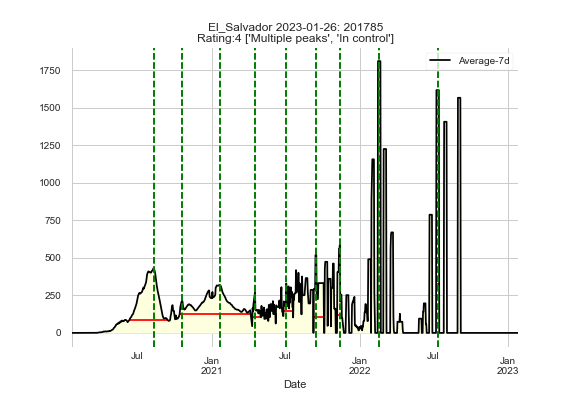 El_Salvador 2023-01-26: 201785
Rating:4 ['Multiple peaks', 'In control']
Average-7d
1750
1500
1250
1000
750
500
250
0
Jul
Jan
2021
Jul
Jan
2022
Jul
Jan
2023
Date